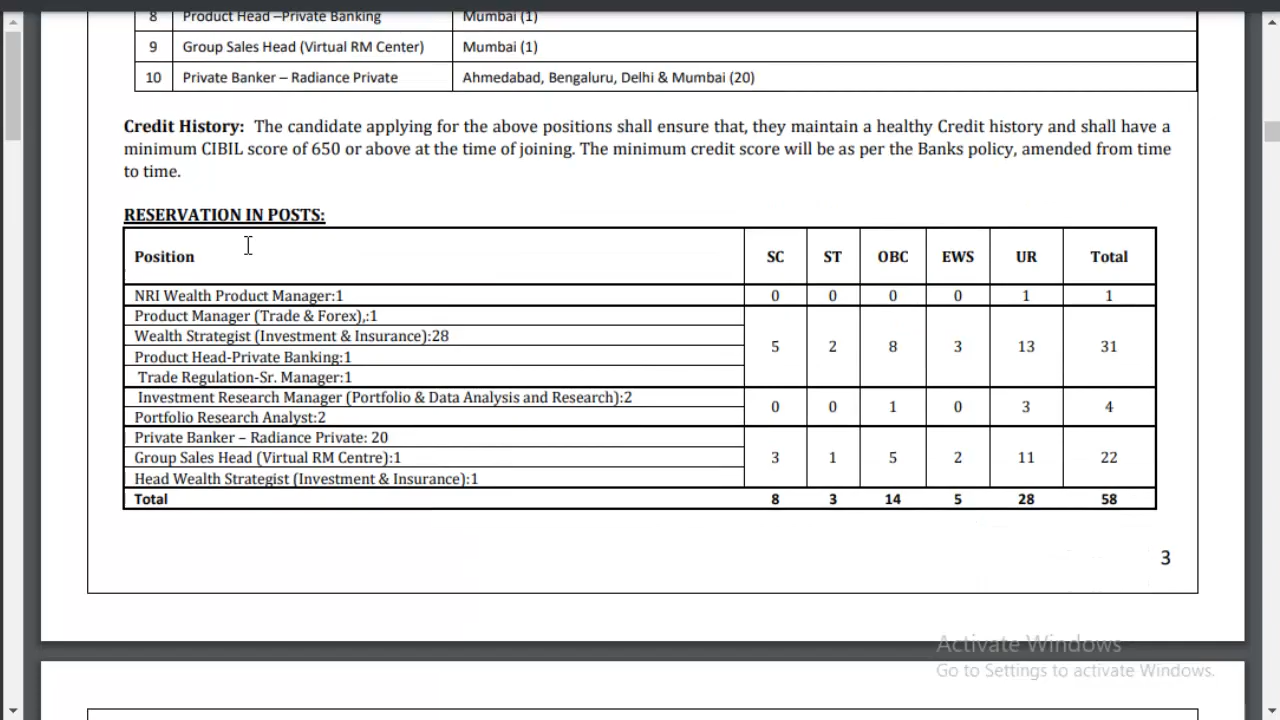 8 Product Head –Private Banking Mumbai (1)
9 Group Sales Head (Virtual RM Center) Mumbai (1)
10 Private Banker – Radiance Private Ahmedabad, Bengaluru, Delhi & Mumbai (20)
Credit History: The candidate applying for the above positions shall ensure that, they maintain a healthy Credit history and shall have a
minimum CIBIL score of 650 or above at the time of joining. The minimum credit score will be as per the Banks policy, amended from time
to time.
RESERVATION IN POSTS:
Position SC ST OBC EWS UR Total
NRI Wealth Product Manager:1 0 0 0 0 1 1
Product Manager (Trade & Forex),:1
Wealth Strategist (Investment & Insurance):28
5 2 8 3 13 31
Product Head-Private Banking:1
Trade Regulation-Sr. Manager:1
Investment Research Manager (Portfolio & Data Analysis and Research):2
0 0 1 0 3 4
Portfolio Research Analyst:2
Private Banker – Radiance Private: 20
Group Sales Head (Virtual RM Centre):1 3 1 5 2 11 22
Head Wealth Strategist (Investment & Insurance):1
Total 8 3 14 5 28 58
3
Activate Windows
Go to Settings to activate Windows.